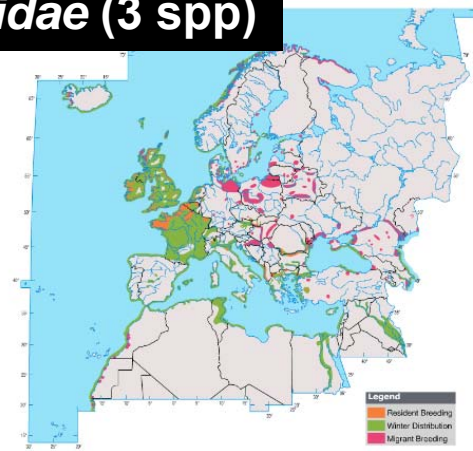 idae (3 spp)
Legend
Resident Breeding
Winter Distribution
Migrant Breeding